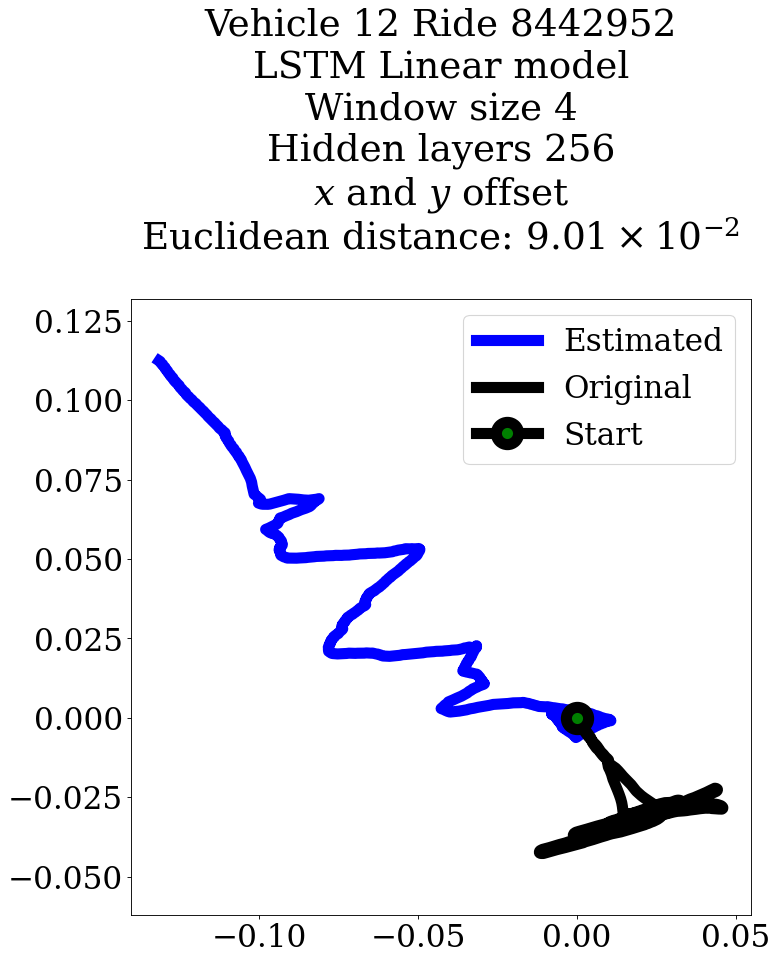 Vehicle 12 Ride 8442952
LSTM Linear model
Window size 4
Hidden layers 256
x and y offset
Euclidean distance: 9.01 × 10⁻²
Estimated
Original
Start
0.125
0.100
0.075
0.050
0.025
0.000
−0.025
−0.050
−0.10 −0.05 0.00 0.05